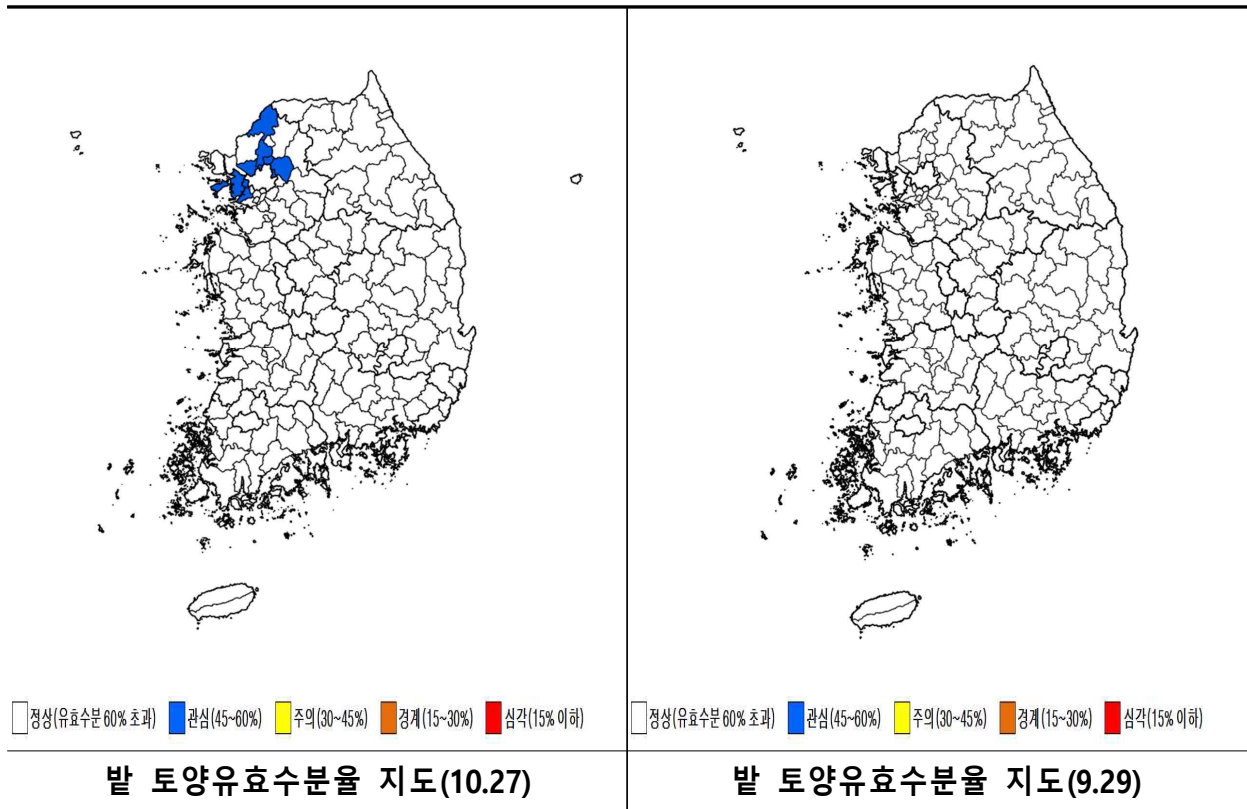 정상(유효수분 60% 초과) 관심(45~60%) 주의(30~45%) 경계(15~30%) 심각(15% 이하)
밭 토양유효수분율 지도(10.27)
정상(유효수분 60% 초과) 관심(45~60%) 주의(30~45%) 경계(15~30%) 심각(15% 이하)
밭 토양유효수분율 지도(9.29)